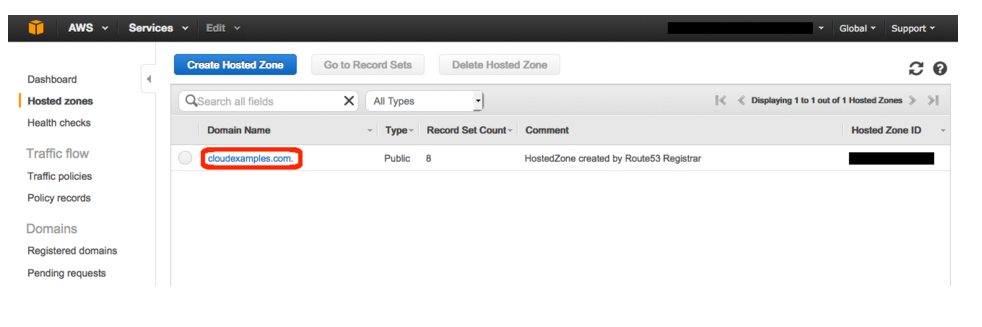 AWS Services Edit Global Support
Create Hosted Zone Go to Record Sets Delete Hosted Zone
Dashboard
Hosted zones
Health checks
Traffic flow
Traffic policies
Policy records
Domains
Registered domains
Pending requests
Search all fields All Types Displaying 1 to 1 out of 1 Hosted Zones
Domain Name Type Record Set Count Comment Hosted Zone ID
cloudexamples.com. Public 8 HostedZone created by Route53 Registrar